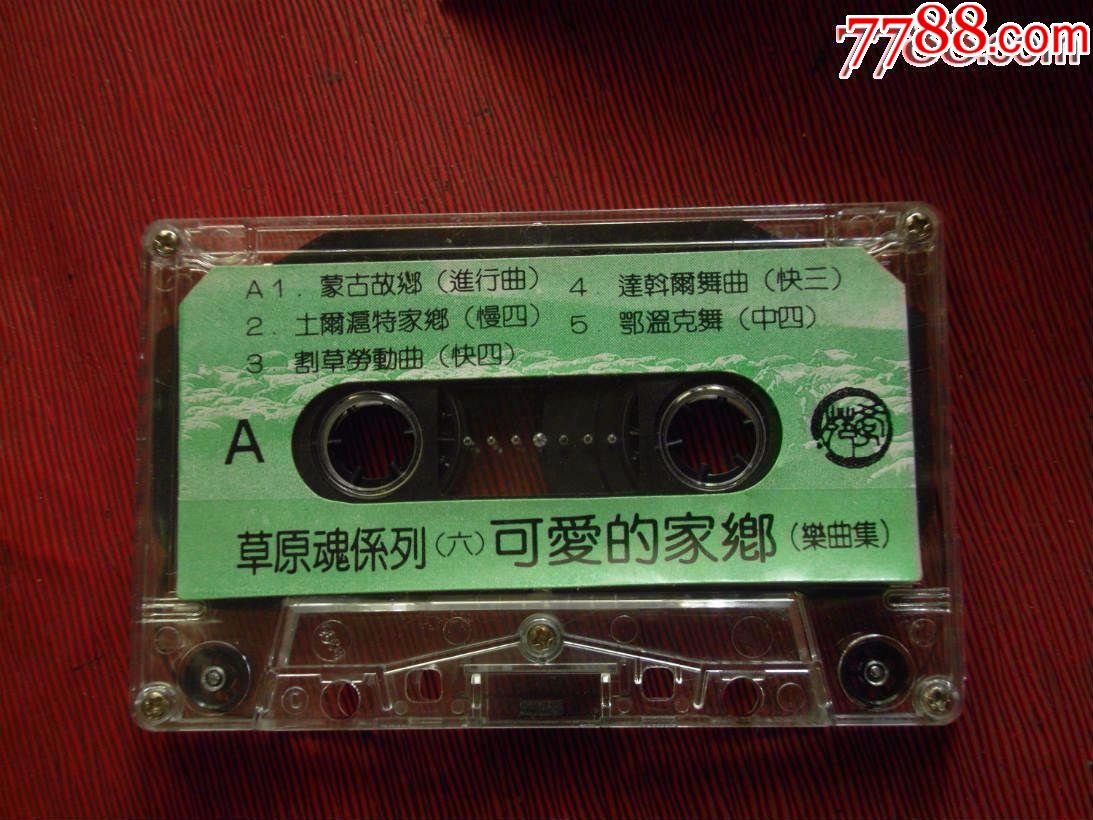 7788.com
A 1. 蒙古故鄉（進行曲） 4 達斡爾舞曲（快三）
2. 土爾滬特家鄉（慢四） 5 鄂溫克舞（中四）
3 割草勞動曲（快四）
A
草原魂係列（六）可愛的家鄉（樂曲集）